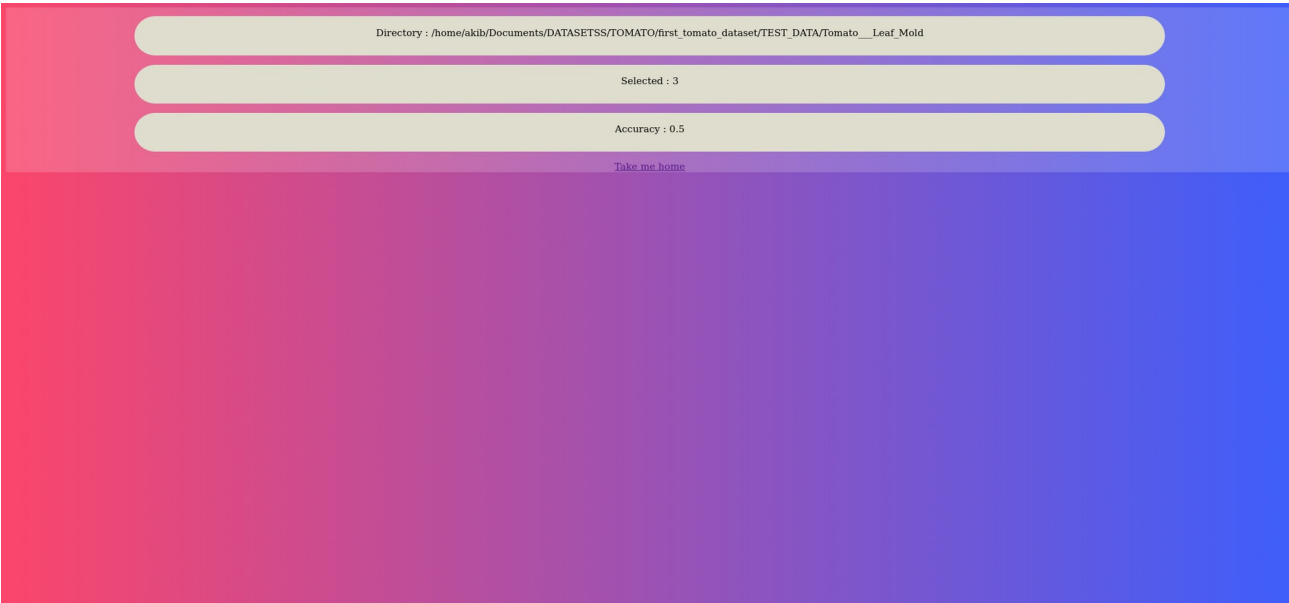 Directory : /home/akib/Documents/DATASETSS/TOMATO/first_tomato_dataset/TEST_DATA/Tomato___Leaf_Mold
Selected : 3
Accuracy : 0.5
Take me home